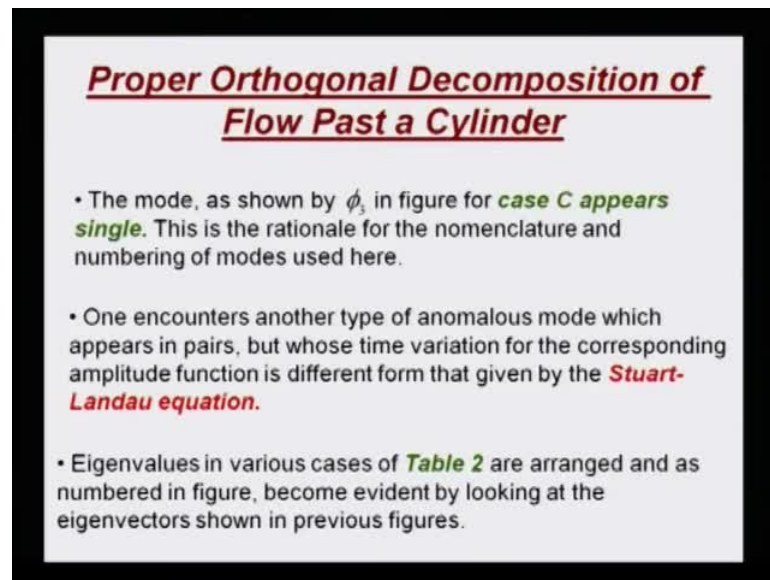 Proper Orthogonal Decomposition of
Flow Past a Cylinder
• The mode, as shown by ϕ₃ in figure for case C appears
single. This is the rationale for the nomenclature and
numbering of modes used here.
• One encounters another type of anomalous mode which
appears in pairs, but whose time variation for the corresponding
amplitude function is different form that given by the Stuart-
Landau equation.
• Eigenvalues in various cases of Table 2 are arranged and as
numbered in figure, become evident by looking at the
eigenvectors shown in previous figures.